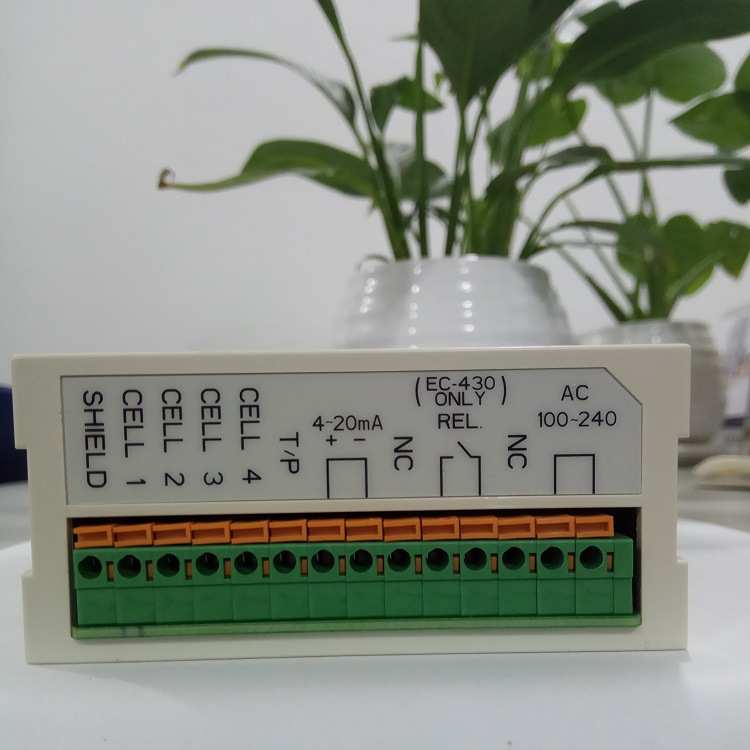 SHIELD
CELL 1
CELL 2
CELL 3
CELL 4
T/P
4~20mA
+ −
NC
(EC-430)
ONLY
REL.
NC
AC
100~240